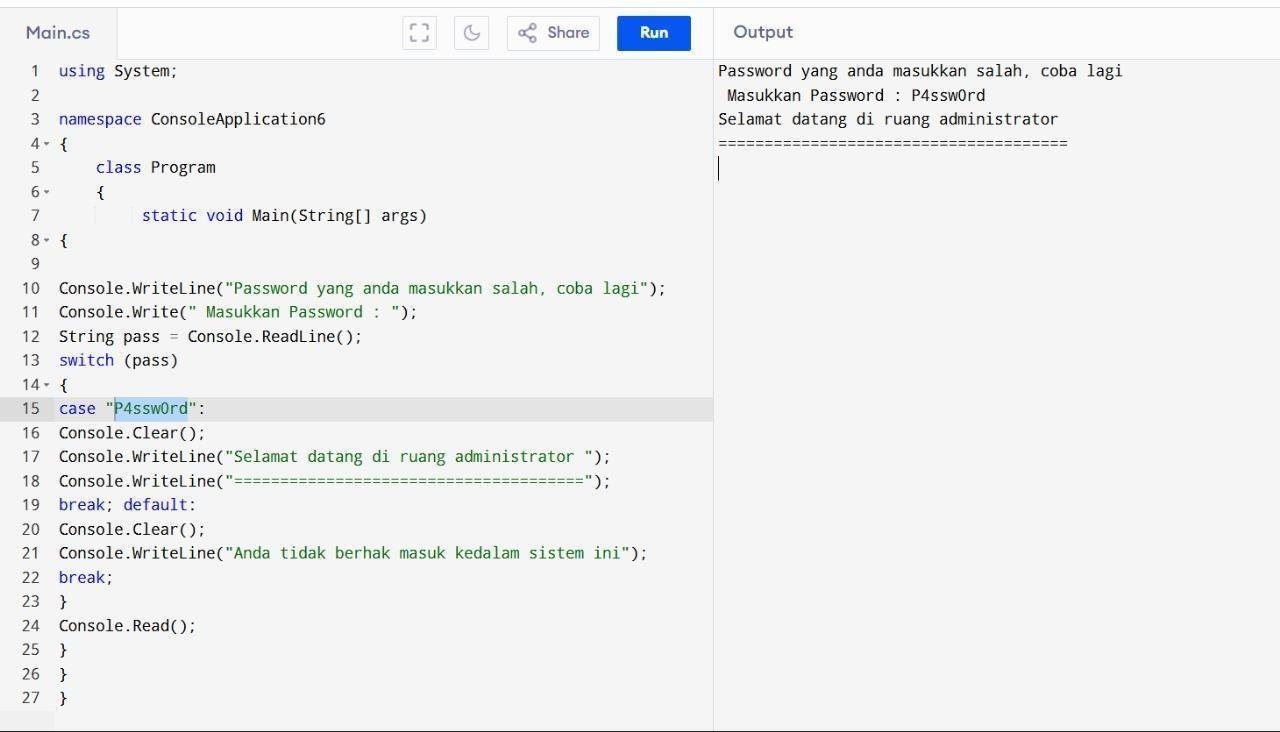 Main.cs Share Run Output
1 using System;
2
3 namespace ConsoleApplication6
4 {
5 class Program
6 {
7 static void Main(String[] args)
8 {
9
10 Console.WriteLine("Password yang anda masukkan salah, coba lagi");
11 Console.Write(" Masukkan Password : ");
12 String pass = Console.ReadLine();
13 switch (pass)
14 {
15 case "P4ssw0rd":
16 Console.Clear();
17 Console.WriteLine("Selamat datang di ruang administrator ");
18 Console.WriteLine("======================================");
19 break; default:
20 Console.Clear();
21 Console.WriteLine("Anda tidak berhak masuk kedalam sistem ini");
22 break;
23 }
24 Console.Read();
25 }
26 }
27 }
Password yang anda masukkan salah, coba lagi
 Masukkan Password : P4ssw0rd
Selamat datang di ruang administrator
======================================